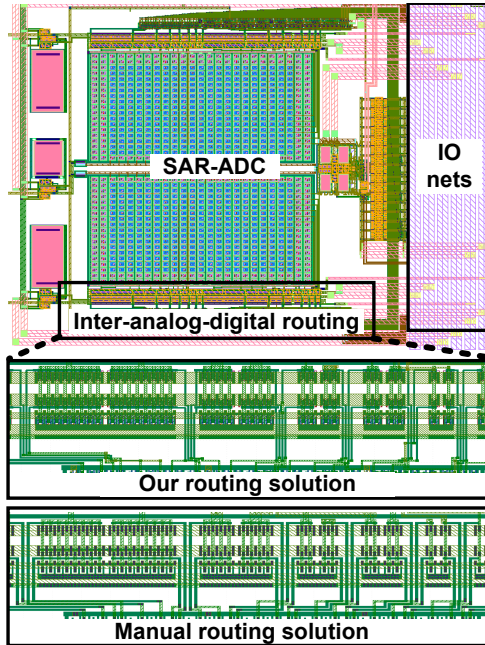 SAR-ADC
IO
nets
Inter-analog-digital routing
Our routing solution
Manual routing solution